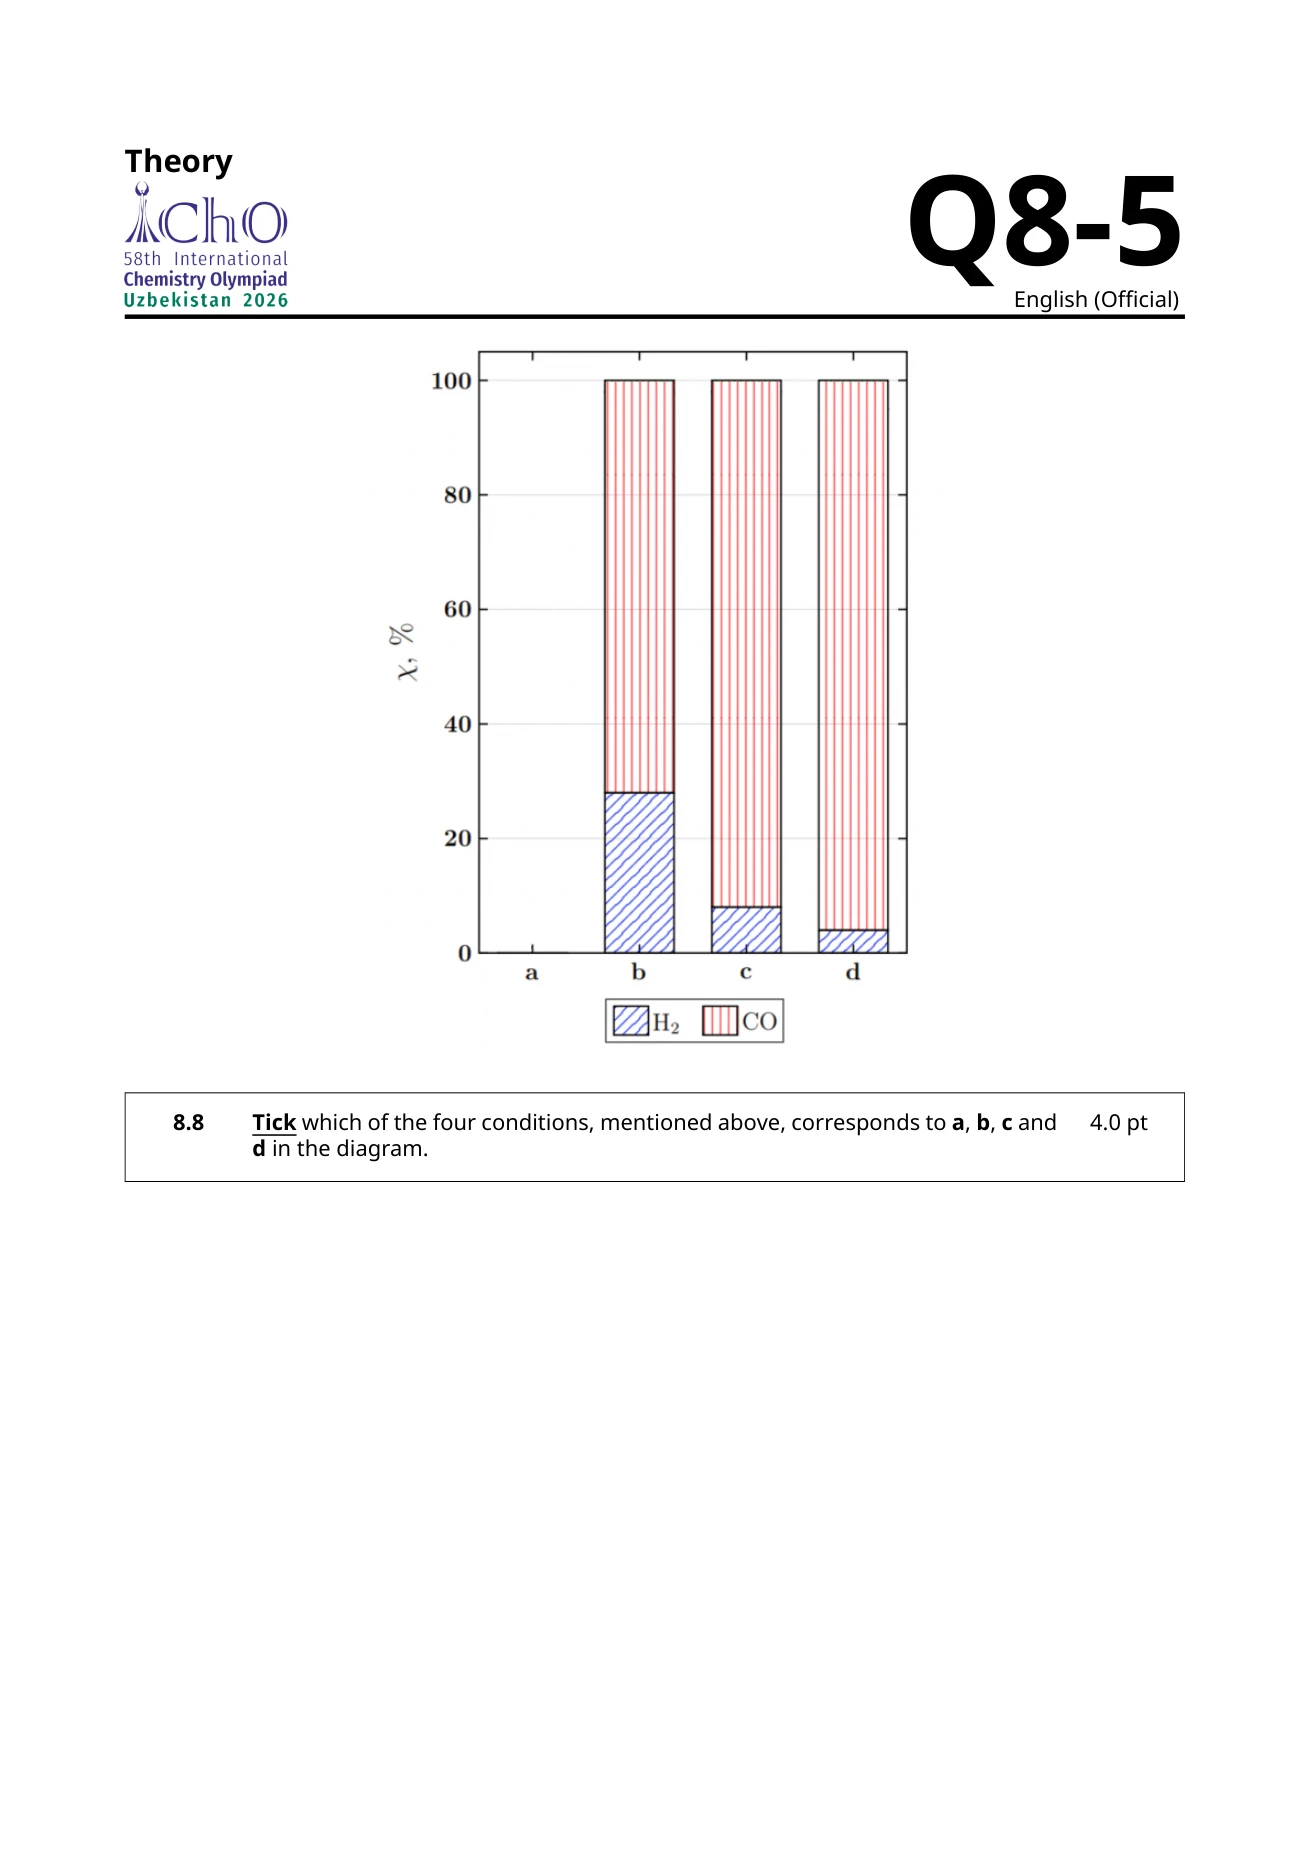 Theory
IChO
58th International
Chemistry Olympiad
Uzbekistan 2026
Q8-5
English (Official)
100
80
60
40
20
0
χ, %
a b c d
H₂ CO
8.8 Tick which of the four conditions, mentioned above, corresponds to a, b, c and 4.0 pt
d in the diagram.